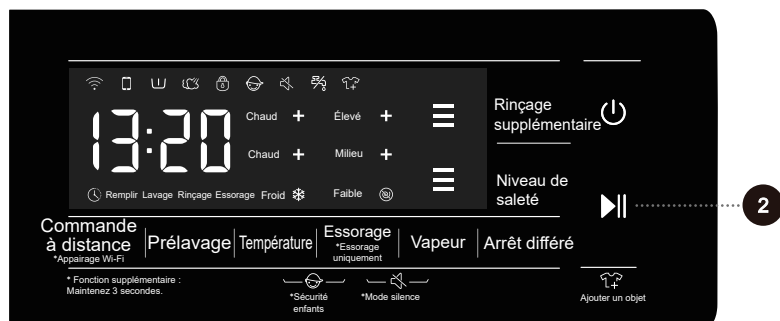 13:20
Chaud + Élevé +
Chaud + Milieu +
Remplir Lavage Rinçage Essorage Froid Faible
Rinçage
supplémentaire
Niveau de
saleté
2
Commande
à distance
*Appairage Wi-Fi
Prélavage
Température
Essorage
*Essorage
uniquement
Vapeur
Arrêt différé
* Fonction supplémentaire :
Maintenez 3 secondes.
*Sécurité
enfants
*Mode silence
Ajouter un objet